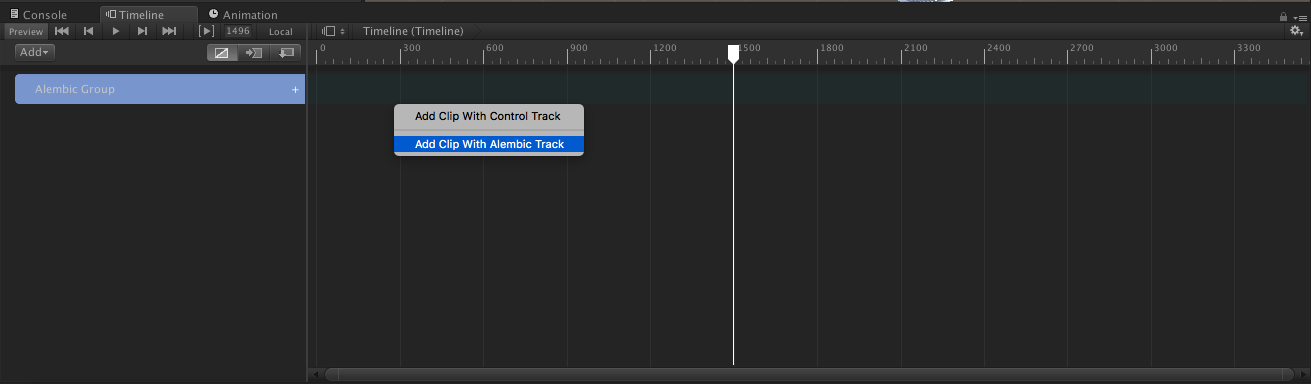 Console Timeline Animation
Preview 1496 Local Timeline (Timeline)
Add
0 300 600 900 1200 1500 1800 2100 2400 2700 3000 3300
Alembic Group +
Add Clip With Control Track
Add Clip With Alembic Track